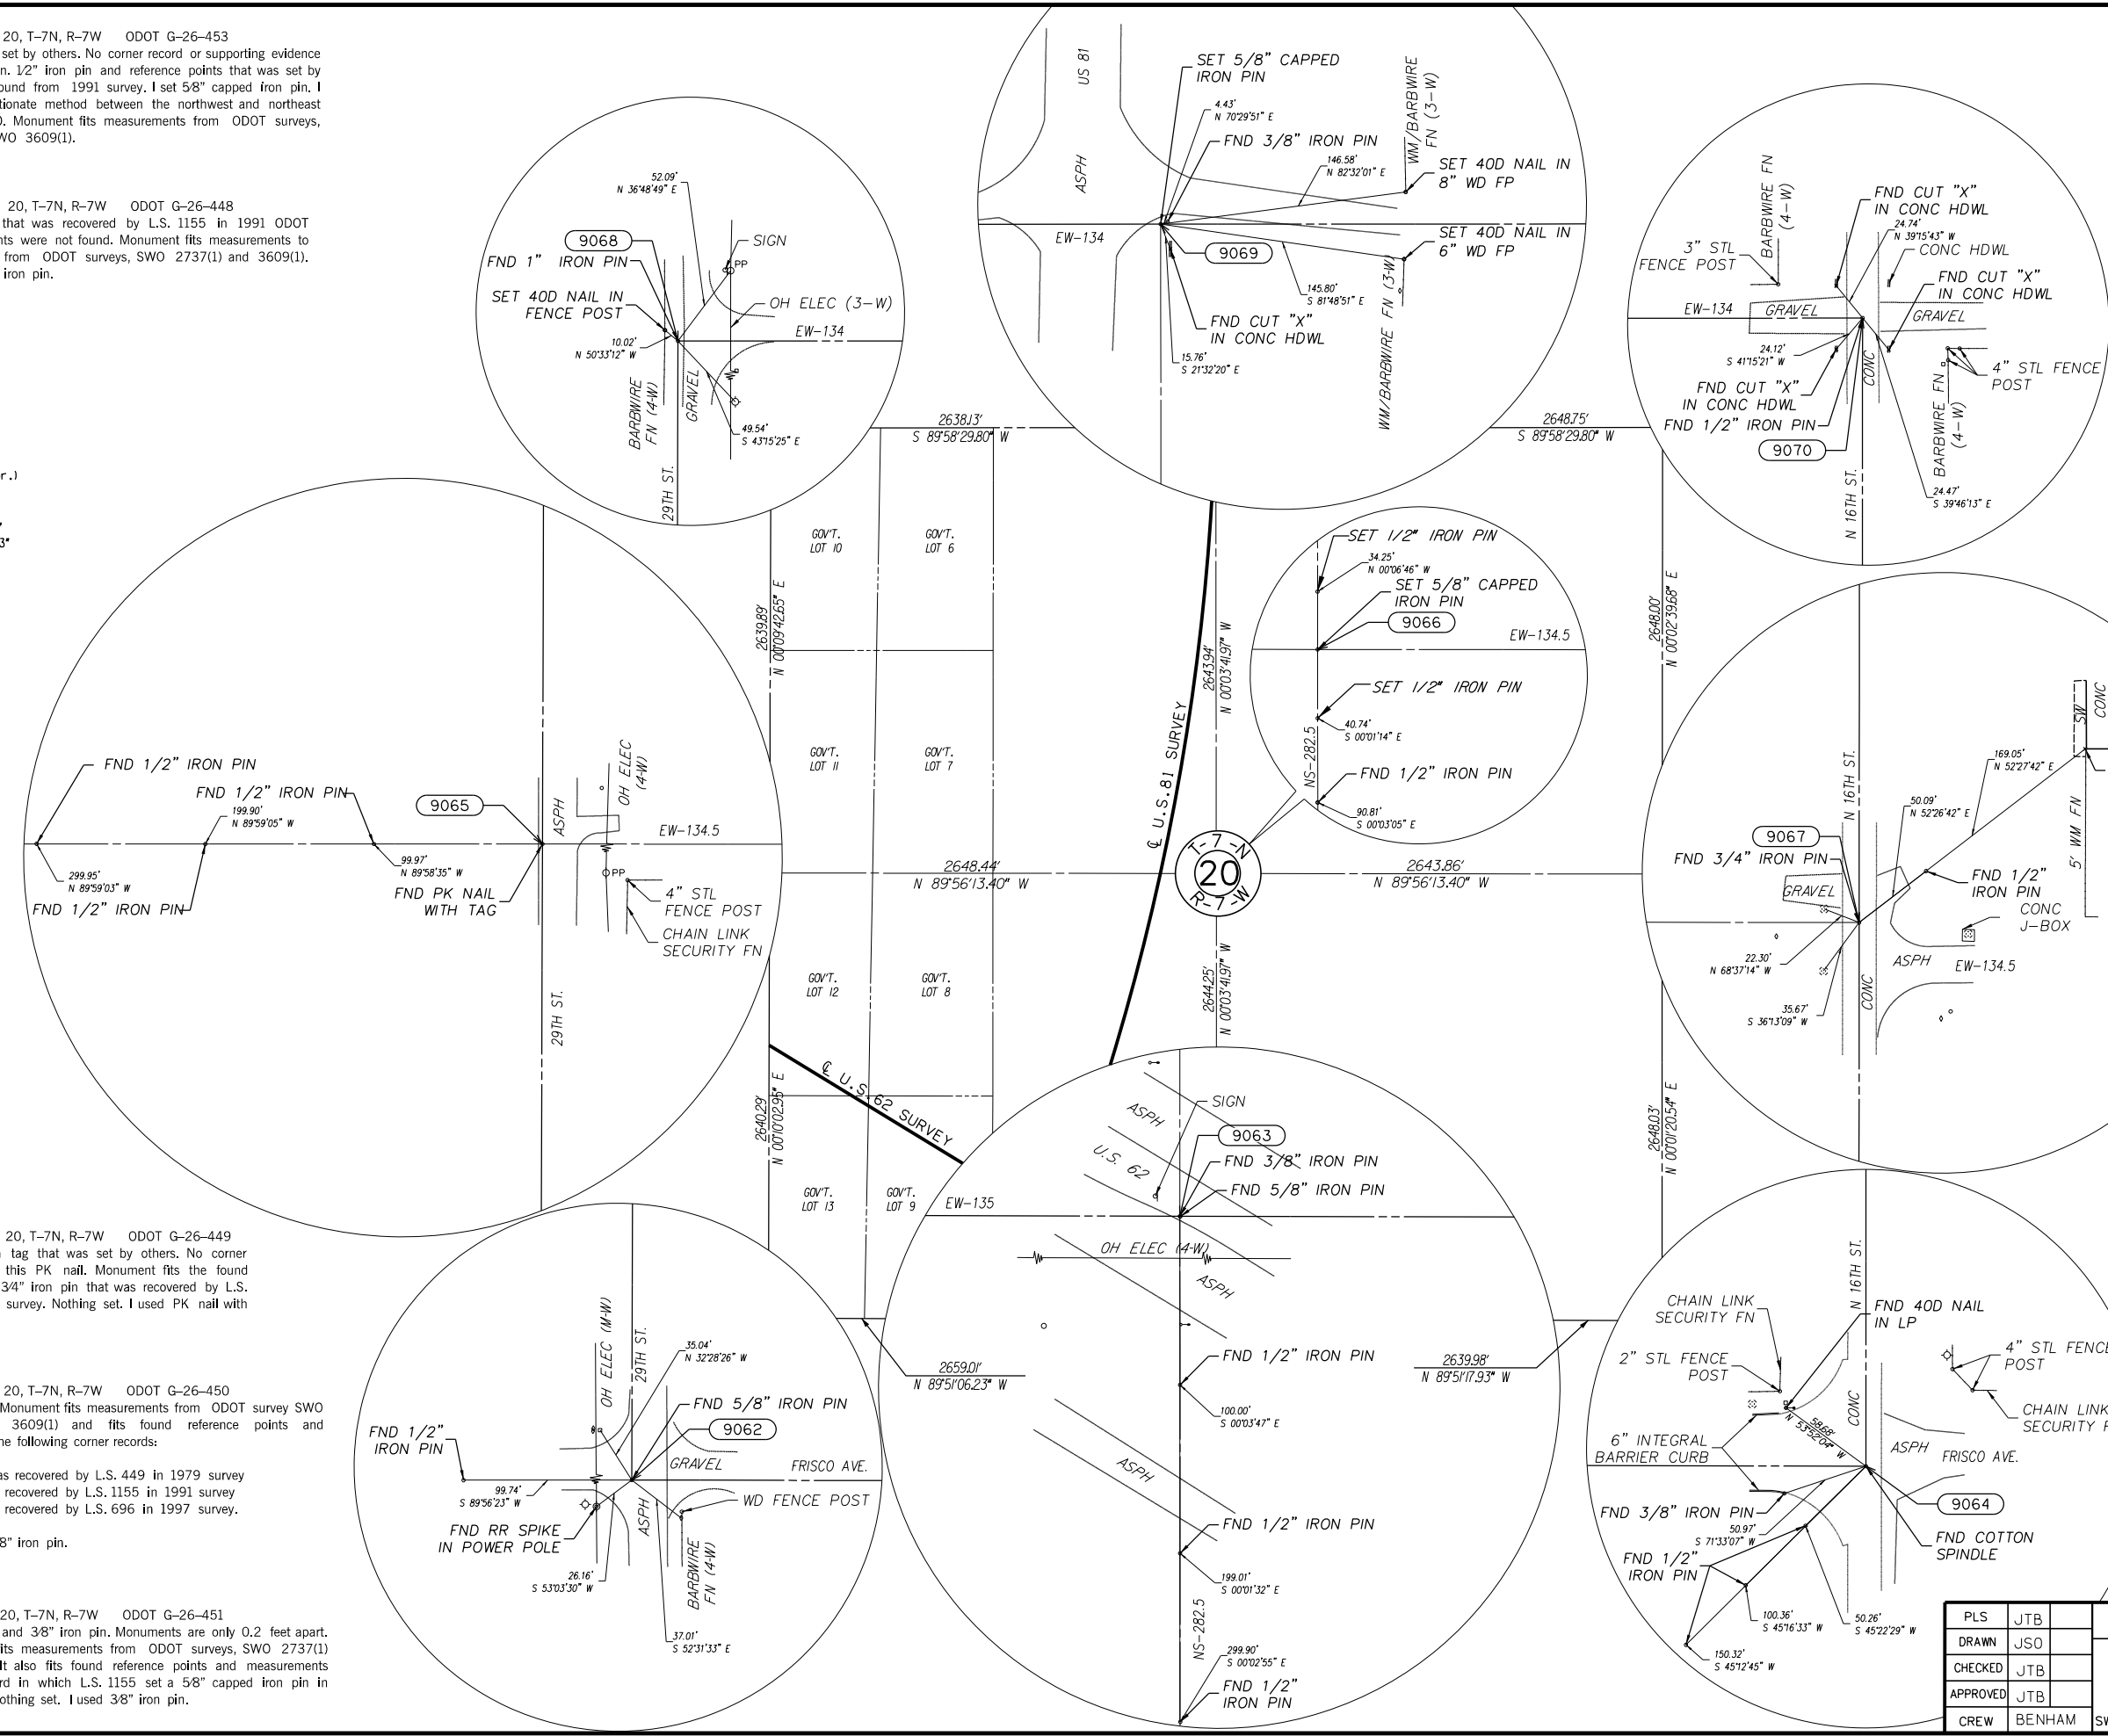 20, T-7N, R-7W ODOT G-26-453
set by others. No corner record or supporting evidence
n. 1/2" iron pin and reference points that was set by
ound from 1991 survey. I set 5/8" capped iron pin. I
tionate method between the northwest and northeast
). Monument fits measurements from ODOT surveys,
WO 3609(1).
20, T-7N, R-7W ODOT G-26-448
that was recovered by L.S. 1155 in 1991 ODOT
nts were not found. Monument fits measurements to
from ODOT surveys, SWO 2737(1) and 3609(1).
iron pin.
r.)
3"
52.09'
N 36°48'49" E
9068
FND 1" IRON PIN
SIGN
PP
SET 40D NAIL IN
FENCE POST
OH ELEC (3-W)
EW-134
10.02'
N 50°33'12" W
BARBWIRE
FN (4-W)
GRAVEL
49.54'
S 43°15'25" E
29TH ST.
US 81
ASPH
SET 5/8" CAPPED
IRON PIN
4.43'
N 70°29'51" E
FND 3/8" IRON PIN
WM/BARBWIRE
FN (3-W)
146.58'
N 82°32'01" E
SET 40D NAIL IN
8" WD FP
EW-134
9069
SET 40D NAIL IN
6" WD FP
145.80'
S 81°48'51" E
WM/BARBWIRE FN (3-W)
FND CUT "X"
IN CONC HDWL
15.76'
S 21°32'20" E
BARBWIRE FN
(4-W)
FND CUT "X"
IN CONC HDWL
24.74'
N 39°15'43" W
3" STL
FENCE POST
CONC HDWL
FND CUT "X"
IN CONC HDWL
EW-134
GRAVEL
GRAVEL
24.12'
S 41°15'21" W
CONC
4" STL FENCE
POST
FND CUT "X"
IN CONC HDWL
FND 1/2" IRON PIN
BARBWIRE FN
(4-W)
9070
N 16TH ST.
24.47'
S 39°46'13" E
2638.13'
S 89°58'29.80" W
2648.75'
S 89°58'29.80" W
GOV'T.
LOT 10
GOV'T.
LOT 6
2639.89'
N 00°09'42.65" E
GOV'T.
LOT 11
GOV'T.
LOT 7
GOV'T.
LOT 12
GOV'T.
LOT 8
GOV'T.
LOT 13
GOV'T.
LOT 9
2640.29'
N 00°10'02.95" E
℄ U.S.81 SURVEY
℄ U.S.62 SURVEY
2643.94'
N 00°03'41.97" W
2644.25'
N 00°03'41.97" W
2648.00'
N 00°02'39.68" E
2648.03'
N 00°01'20.54" E
2648.44'
N 89°56'13.40" W
2643.86'
N 89°56'13.40" W
T-7-N
20
R-7-W
SET 1/2" IRON PIN
34.25'
N 00°06'46" W
SET 5/8" CAPPED
IRON PIN
9066
EW-134.5
SET 1/2" IRON PIN
40.74'
S 00°01'14" E
NS-282.5
FND 1/2" IRON PIN
90.81'
S 00°03'05" E
FND 1/2" IRON PIN
FND 1/2" IRON PIN
199.90'
N 89°59'05" W
9065
ASPH
OH ELEC
(4-W)
EW-134.5
299.95'
N 89°59'03" W
99.97'
N 89°58'35" W
PP
FND 1/2" IRON PIN
FND PK NAIL
WITH TAG
4" STL
FENCE POST
CHAIN LINK
SECURITY FN
29TH ST.
N 16TH ST.
CONC
SW
169.05'
N 52°27'42" E
50.09'
N 52°26'42" E
5' WM FN
9067
FND 3/4" IRON PIN
GRAVEL
FND 1/2"
IRON PIN
CONC
J-BOX
22.30'
N 68°37'14" W
ASPH
EW-134.5
35.67'
S 36°13'09" W
CONC
20, T-7N, R-7W ODOT G-26-449
tag that was set by others. No corner
this PK nail. Monument fits the found
3/4" iron pin that was recovered by L.S.
survey. Nothing set. I used PK nail with
20, T-7N, R-7W ODOT G-26-450
Monument fits measurements from ODOT survey SWO
3609(1) and fits found reference points and
he following corner records:
as recovered by L.S. 449 in 1979 survey
recovered by L.S. 1155 in 1991 survey
recovered by L.S. 696 in 1997 survey.
8" iron pin.
20, T-7N, R-7W ODOT G-26-451
and 3/8" iron pin. Monuments are only 0.2 feet apart.
its measurements from ODOT surveys, SWO 2737(1)
It also fits found reference points and measurements
rd in which L.S. 1155 set a 5/8" capped iron pin in
othing set. I used 3/8" iron pin.
OH ELEC (M-W)
29TH ST.
35.04'
N 32°28'26" W
FND 5/8" IRON PIN
9062
FND 1/2"
IRON PIN
GRAVEL
FRISCO AVE.
99.74'
S 89°56'23" W
WD FENCE POST
FND RR SPIKE
IN POWER POLE
ASPH
BARBWIRE
FN (4-W)
26.16'
S 53°03'30" W
37.01'
S 52°31'33" E
2659.01'
N 89°51'06.23" W
2639.98'
N 89°51'17.93" W
ASPH
SIGN
9063
U.S. 62
FND 3/8" IRON PIN
FND 5/8" IRON PIN
EW-135
OH ELEC (4-W)
ASPH
FND 1/2" IRON PIN
100.00'
S 00°03'47" E
ASPH
FND 1/2" IRON PIN
199.01'
S 00°01'32" E
NS-282.5
299.90'
S 00°02'55" E
FND 1/2"
IRON PIN
N 16TH ST.
CHAIN LINK
SECURITY FN
FND 40D NAIL
IN LP
2" STL FENCE
POST
4" STL FENCE
POST
CONC
58.68'
N 53°52'04" W
CHAIN LINK
SECURITY F
6" INTEGRAL
BARRIER CURB
ASPH
FRISCO AVE.
9064
FND 3/8" IRON PIN
50.97'
S 71°33'07" W
FND COTTON
SPINDLE
FND 1/2"
IRON PIN
100.36'
S 45°16'33" W
50.26'
S 45°22'29" W
150.32'
S 45°12'45" W
PLS JTB
DRAWN JSO
CHECKED JTB
APPROVED JTB
CREW BENHAM SW